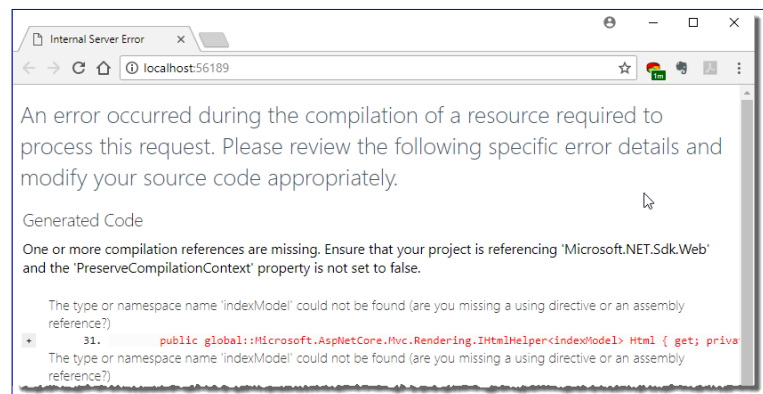 Internal Server Error
localhost:56189
1m
An error occurred during the compilation of a resource required to
process this request. Please review the following specific error details and
modify your source code appropriately.
Generated Code
One or more compilation references are missing. Ensure that your project is referencing 'Microsoft.NET.Sdk.Web'
and the 'PreserveCompilationContext' property is not set to false.
The type or namespace name 'indexModel' could not be found (are you missing a using directive or an assembly
reference?)
+ 31. public global::Microsoft.AspNetCore.Mvc.Rendering.IHtmlHelper<indexModel> Html { get; priva
The type or namespace name 'indexModel' could not be found (are you missing a using directive or an assembly
reference?)